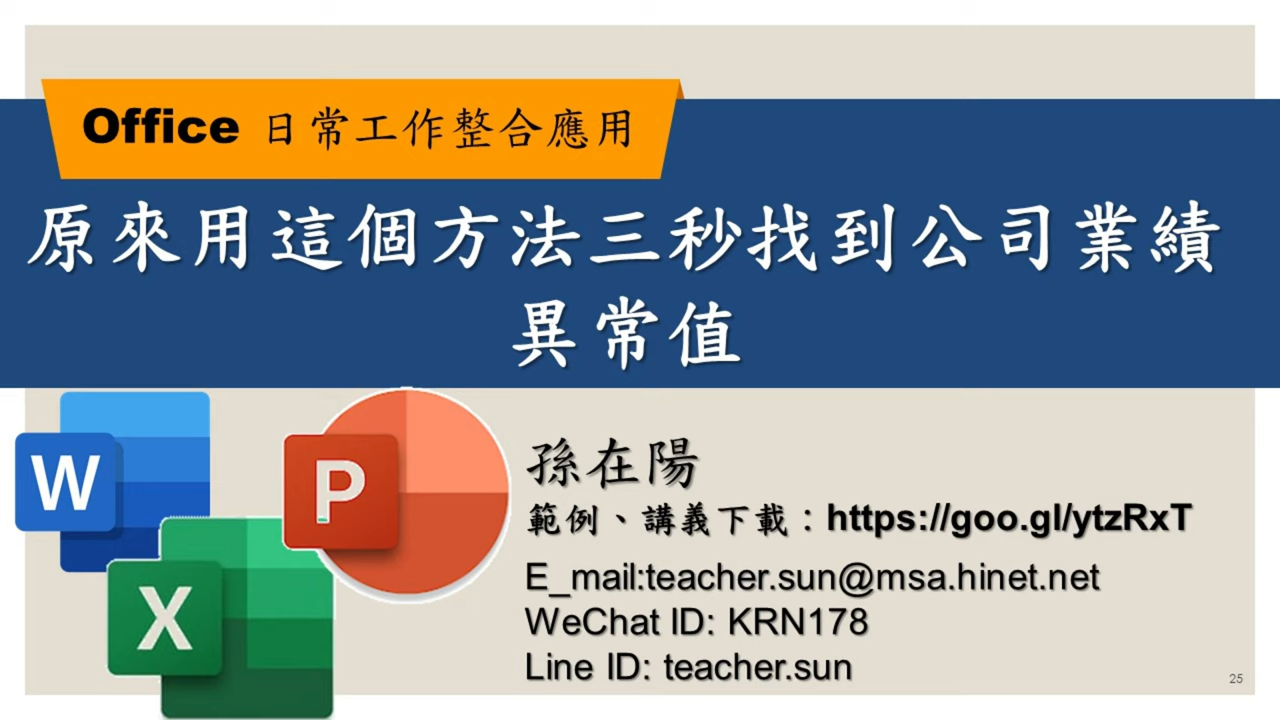 Office 日常工作整合應用
原來用這個方法三秒找到公司業績
異常值
W
P
X
孫在陽
範例、講義下載：https://goo.gl/ytzRxT
E_mail:teacher.sun@msa.hinet.net
WeChat ID: KRN178
Line ID: teacher.sun
25